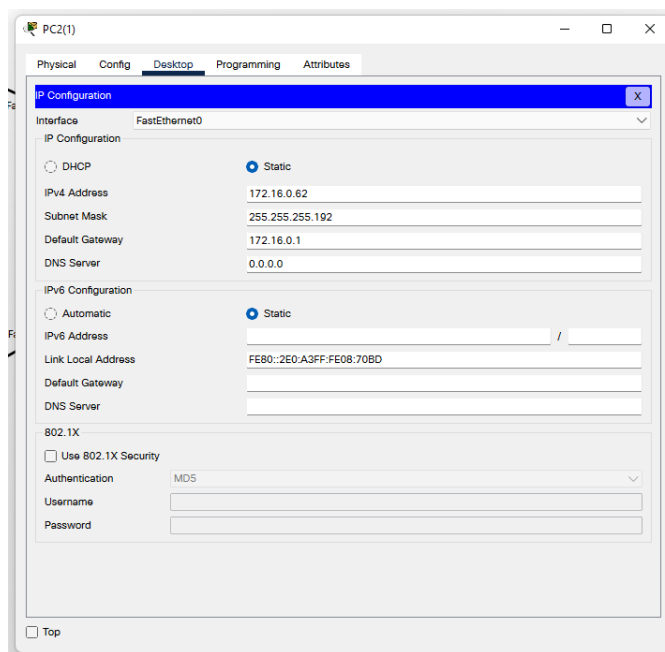 PC2(1)
Physical Config Desktop Programming Attributes
IP Configuration X
Interface FastEthernet0
IP Configuration
DHCP Static
IPv4 Address 172.16.0.62
Subnet Mask 255.255.255.192
Default Gateway 172.16.0.1
DNS Server 0.0.0.0
IPv6 Configuration
Automatic Static
IPv6 Address /
Link Local Address FE80::2E0:A3FF:FE08:70BD
Default Gateway
DNS Server
802.1X
Use 802.1X Security
Authentication MD5
Username
Password
Top